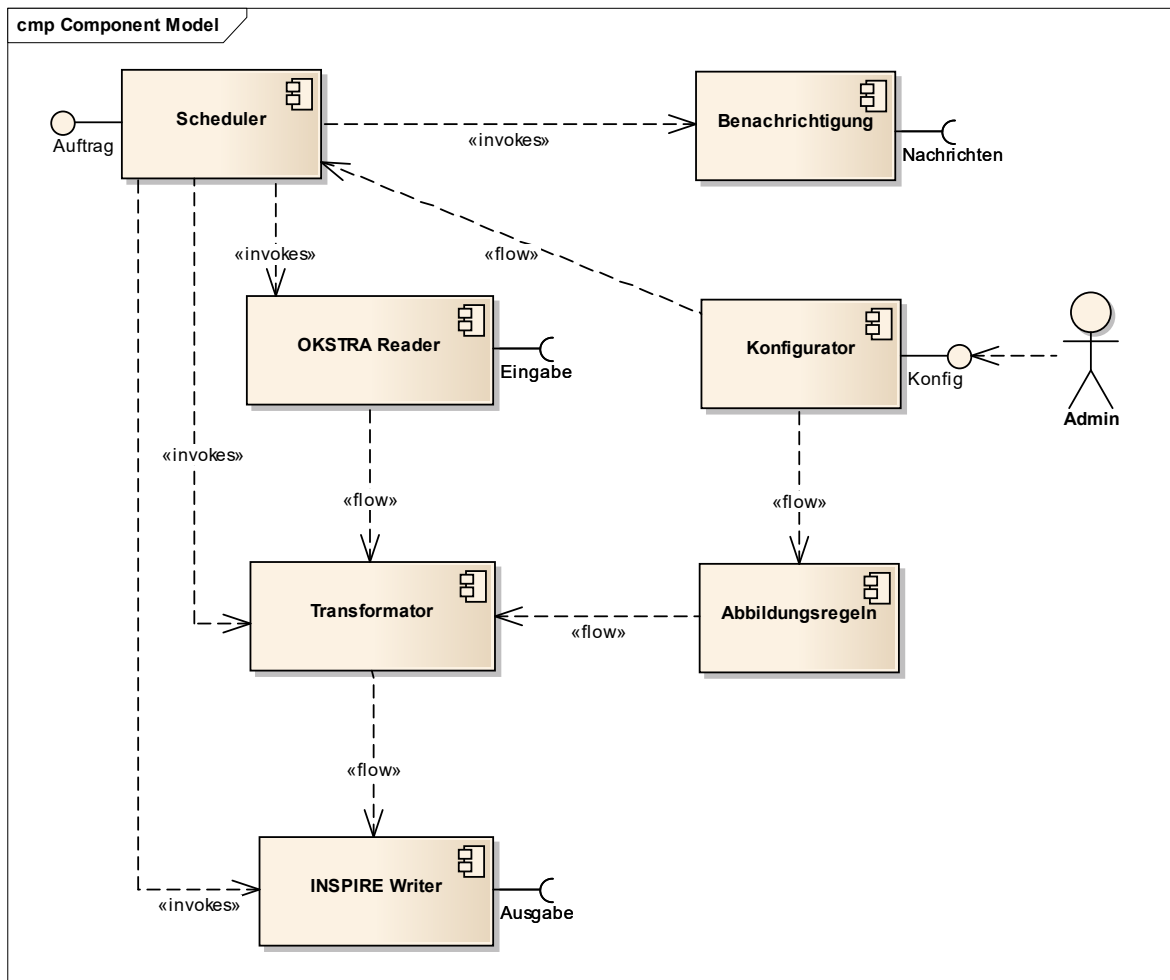 cmp Component Model
Scheduler
Auftrag
«invokes»
Benachrichtigung
Nachrichten
«invokes»
«flow»
OKSTRA Reader
Eingabe
Konfigurator
Konfig
Admin
«invokes»
«flow»
«flow»
Transformator
«flow»
Abbildungsregeln
«flow»
INSPIRE Writer
Ausgabe
«invokes»